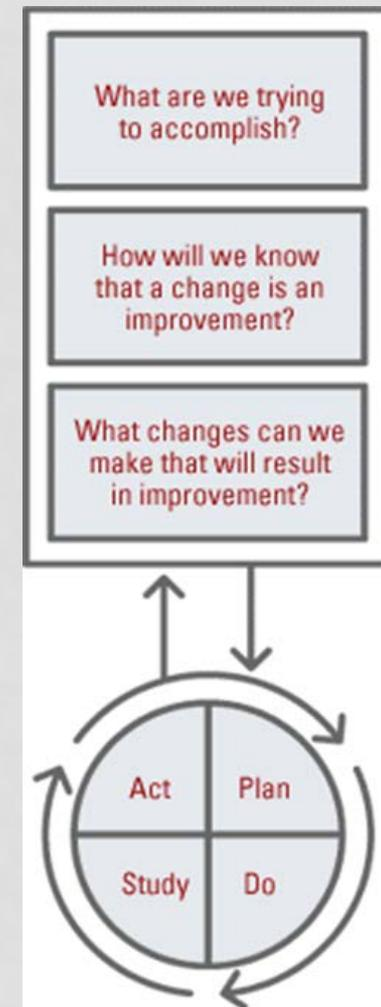 What are we trying
to accomplish?
How will we know
that a change is an
improvement?
What changes can we
make that will result
in improvement?
Act
Plan
Study
Do